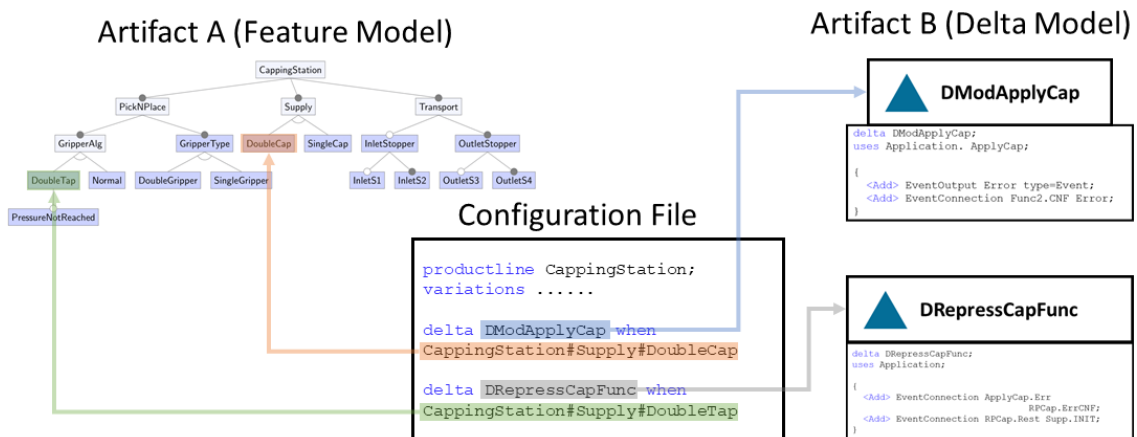 Artifact A (Feature Model)
Artifact B (Delta Model)
CappingStation
PickNPlace
Supply
Transport
GripperAlg
GripperType
DoubleCap
SingleCap
InletStopper
OutletStopper
DoubleTap
Normal
DoubleGripper
SingleGripper
InletS1
InletS2
OutletS3
OutletS4
PressureNotReached
Configuration File
productline CappingStation;
variations ......
delta DModApplyCap when
CappingStation#Supply#DoubleCap
delta DRepressCapFunc when
CappingStation#Supply#DoubleTap
DModApplyCap
delta DModApplyCap;
uses Application. ApplyCap;
{
<Add> EventOutput Error type=Event;
<Add> EventConnection Func2.CNF Error;
}
DRepressCapFunc
delta DRepressCapFunc;
uses Application;
{
<Add> EventConnection ApplyCap.Err
RPCap.ErrCNF;
<Add> EventConnection RPCap.Rest Supp.INIT;
}